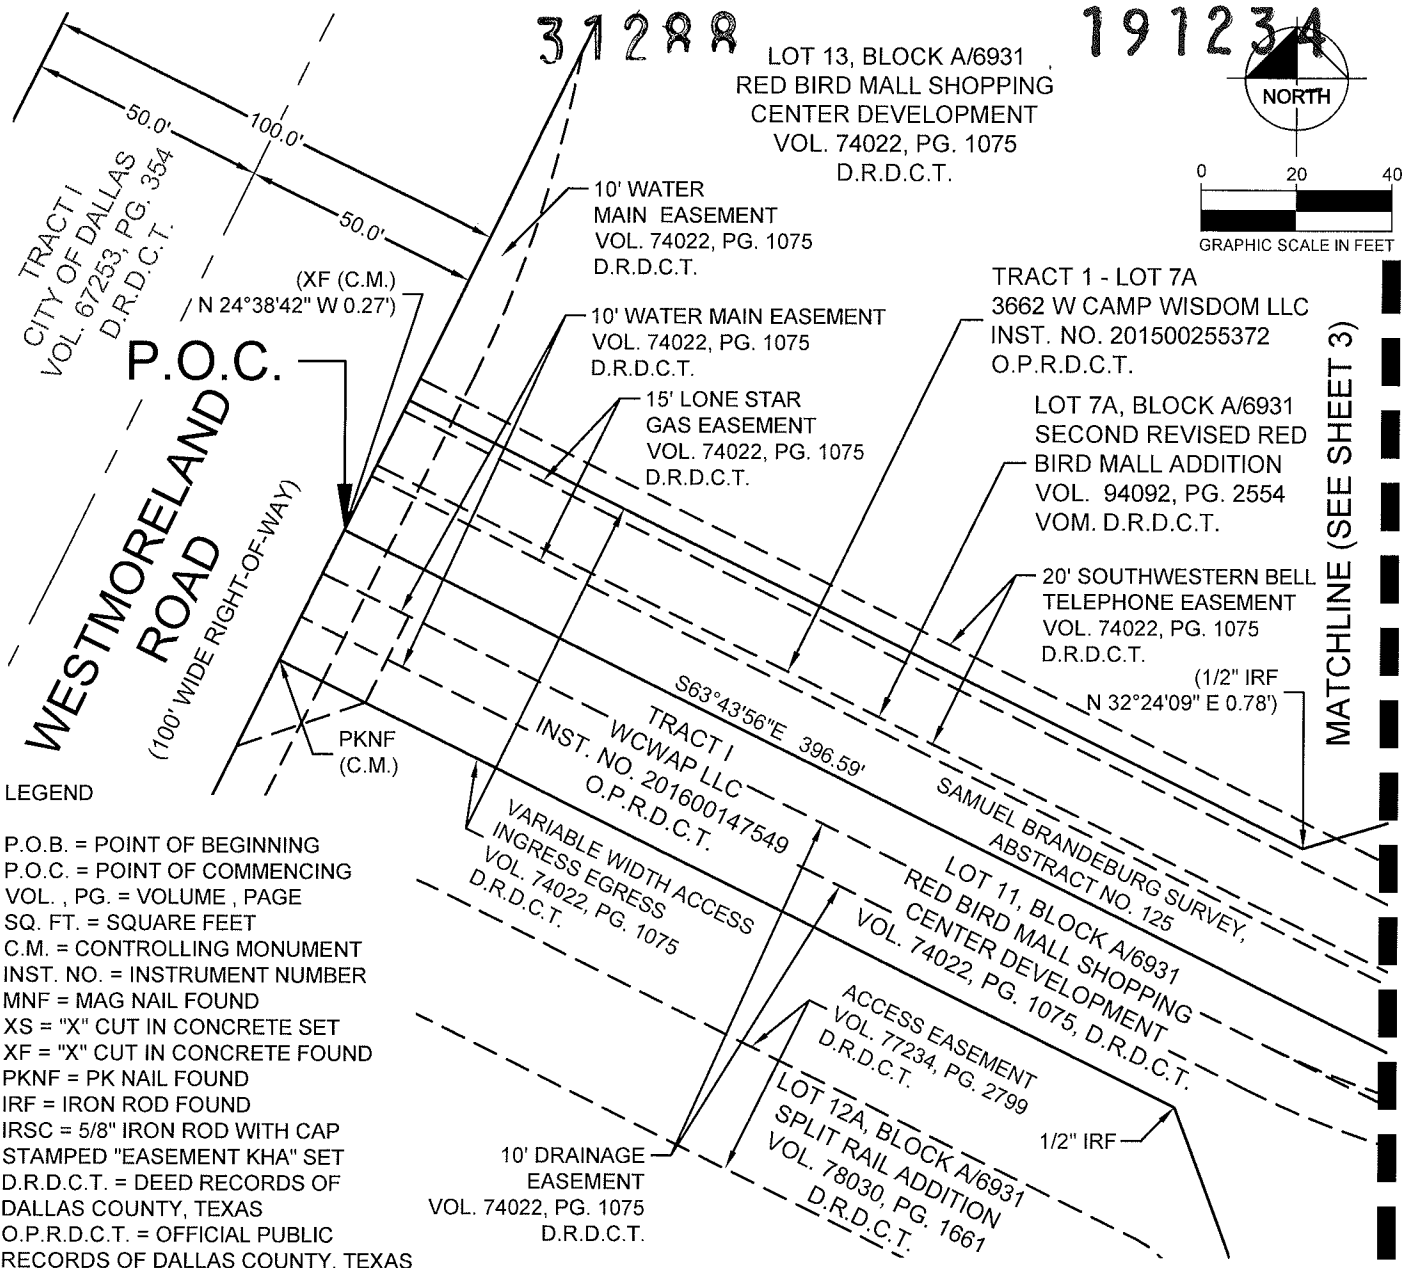 31288
191234
LOT 13, BLOCK A/6931
RED BIRD MALL SHOPPING
CENTER DEVELOPMENT
VOL. 74022, PG. 1075
D.R.D.C.T.
NORTH
0 20 40
GRAPHIC SCALE IN FEET
50.0'
100.0'
50.0'
TRACT I
CITY OF DALLAS
VOL. 67253, PG. 354
D.R.D.C.T.
10' WATER
MAIN EASEMENT
VOL. 74022, PG. 1075
D.R.D.C.T.
(XF (C.M.)
N 24°38'42" W 0.27')
P.O.C.
10' WATER MAIN EASEMENT
VOL. 74022, PG. 1075
D.R.D.C.T.
15' LONE STAR
GAS EASEMENT
VOL. 74022, PG. 1075
D.R.D.C.T.
TRACT 1 - LOT 7A
3662 W CAMP WISDOM LLC
INST. NO. 201500255372
O.P.R.D.C.T.
LOT 7A, BLOCK A/6931
SECOND REVISED RED
BIRD MALL ADDITION
VOL. 94092, PG. 2554
VOM. D.R.D.C.T.
20' SOUTHWESTERN BELL
TELEPHONE EASEMENT
VOL. 74022, PG. 1075
D.R.D.C.T.
(1/2" IRF
N 32°24'09" E 0.78')
MATCHLINE (SEE SHEET 3)
WESTMORELAND
ROAD
(100' WIDE RIGHT-OF-WAY)
PKNF
(C.M.)
S63°43'56"E 396.59'
TRACT I
WCWAP LLC
INST. NO. 201600147549
O.P.R.D.C.T.
SAMUEL BRANDEBURG SURVEY,
ABSTRACT NO. 125
VARIABLE WIDTH ACCESS
INGRESS EGRESS
VOL. 74022, PG. 1075
D.R.D.C.T.
LOT 11, BLOCK A/6931
RED BIRD MALL SHOPPING
CENTER DEVELOPMENT
VOL. 74022, PG. 1075, D.R.D.C.T.
ACCESS EASEMENT
VOL. 77234, PG. 2799
D.R.D.C.T.
LOT 12A, BLOCK A/6931
SPLIT RAIL ADDITION
VOL. 78030, PG. 1661
D.R.D.C.T.
1/2" IRF
10' DRAINAGE
EASEMENT
VOL. 74022, PG. 1075
D.R.D.C.T.
LEGEND
P.O.B. = POINT OF BEGINNING
P.O.C. = POINT OF COMMENCING
VOL. , PG. = VOLUME , PAGE
SQ. FT. = SQUARE FEET
C.M. = CONTROLLING MONUMENT
INST. NO. = INSTRUMENT NUMBER
MNF = MAG NAIL FOUND
XS = "X" CUT IN CONCRETE SET
XF = "X" CUT IN CONCRETE FOUND
PKNF = PK NAIL FOUND
IRF = IRON ROD FOUND
IRSC = 5/8" IRON ROD WITH CAP
STAMPED "EASEMENT KHA" SET
D.R.D.C.T. = DEED RECORDS OF
DALLAS COUNTY, TEXAS
O.P.R.D.C.T. = OFFICIAL PUBLIC
RECORDS OF DALLAS COUNTY, TEXAS